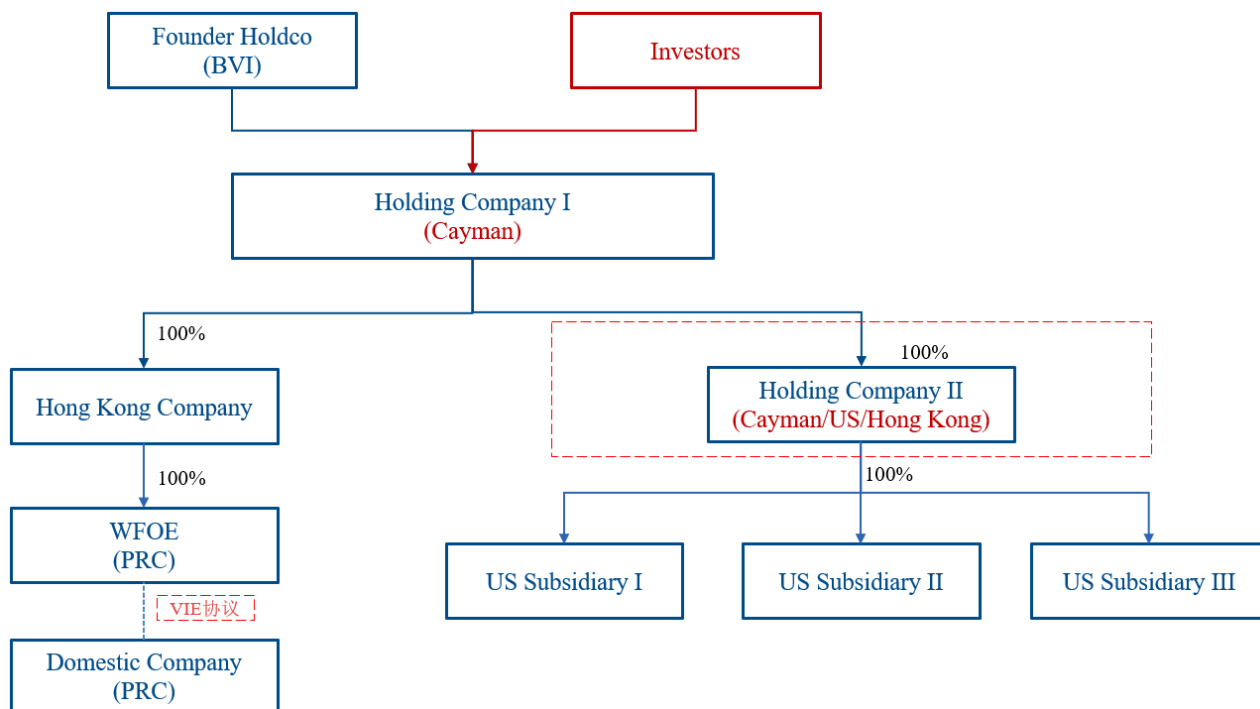 Founder Holdco
(BVI)
Investors
Holding Company I
(Cayman)
100%
100%
Hong Kong Company
Holding Company II
(Cayman/US/Hong Kong)
100%
100%
WFOE
(PRC)
US Subsidiary I
US Subsidiary II
US Subsidiary III
VIE协议
Domestic Company
(PRC)